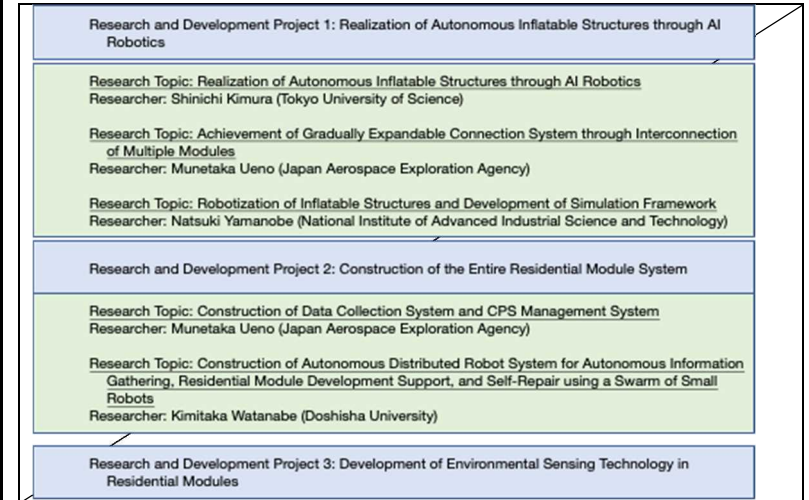 Research and Development Project 1: Realization of Autonomous Inflatable Structures through AI
Robotics
Research Topic: Realization of Autonomous Inflatable Structures through AI Robotics
Researcher: Shinichi Kimura (Tokyo University of Science)
Research Topic: Achievement of Gradually Expandable Connection System through Interconnection
of Multiple Modules
Researcher: Munetaka Ueno (Japan Aerospace Exploration Agency)
Research Topic: Robotization of Inflatable Structures and Development of Simulation Framework
Researcher: Natsuki Yamanobe (National Institute of Advanced Industrial Science and Technology)
Research and Development Project 2: Construction of the Entire Residential Module System
Research Topic: Construction of Data Collection System and CPS Management System
Researcher: Munetaka Ueno (Japan Aerospace Exploration Agency)
Research Topic: Construction of Autonomous Distributed Robot System for Autonomous Information
Gathering, Residential Module Development Support, and Self-Repair using a Swarm of Small
Robots
Researcher: Kimitaka Watanabe (Doshisha University)
Research and Development Project 3: Development of Environmental Sensing Technology in
Residential Modules